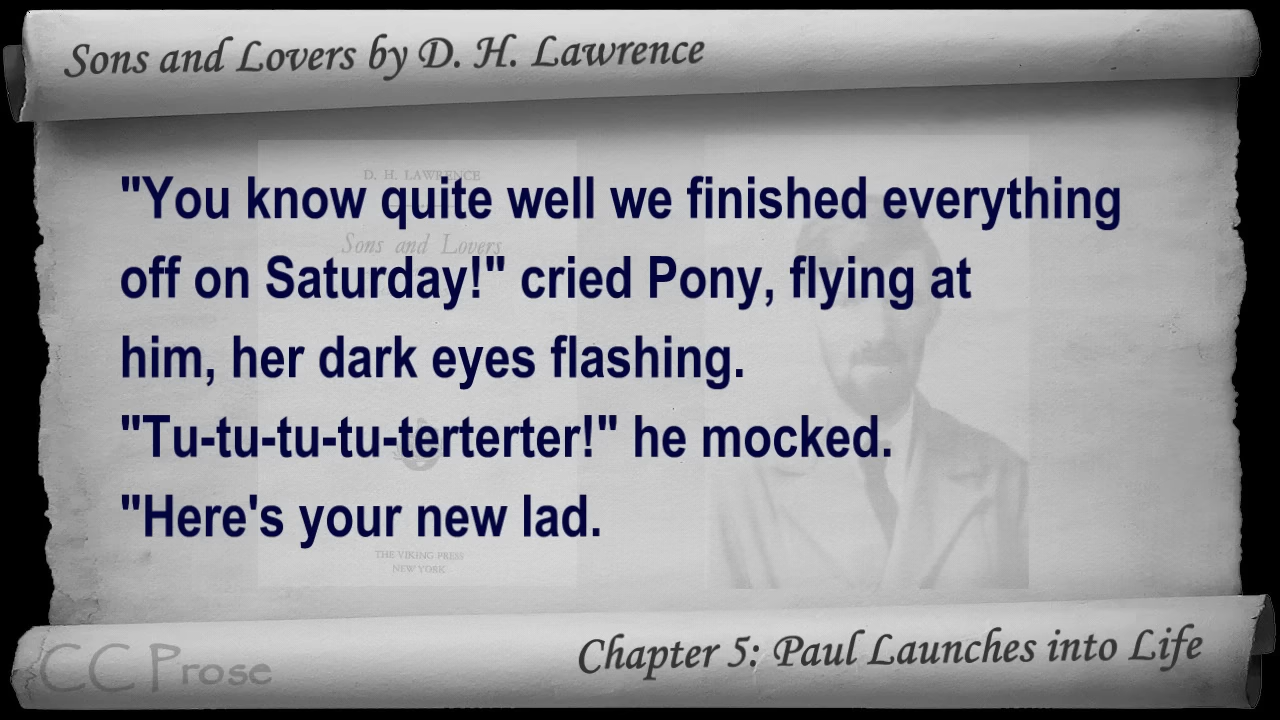 Sons and Lovers by D. H. Lawrence
D. H. LAWRENCE
Sons and Lovers
"You know quite well we finished everything
off on Saturday!" cried Pony, flying at
him, her dark eyes flashing.
"Tu-tu-tu-tu-terterter!" he mocked.
"Here's your new lad.
THE VIKING PRESS
NEW YORK
CC Prose
Chapter 5: Paul Launches into Life